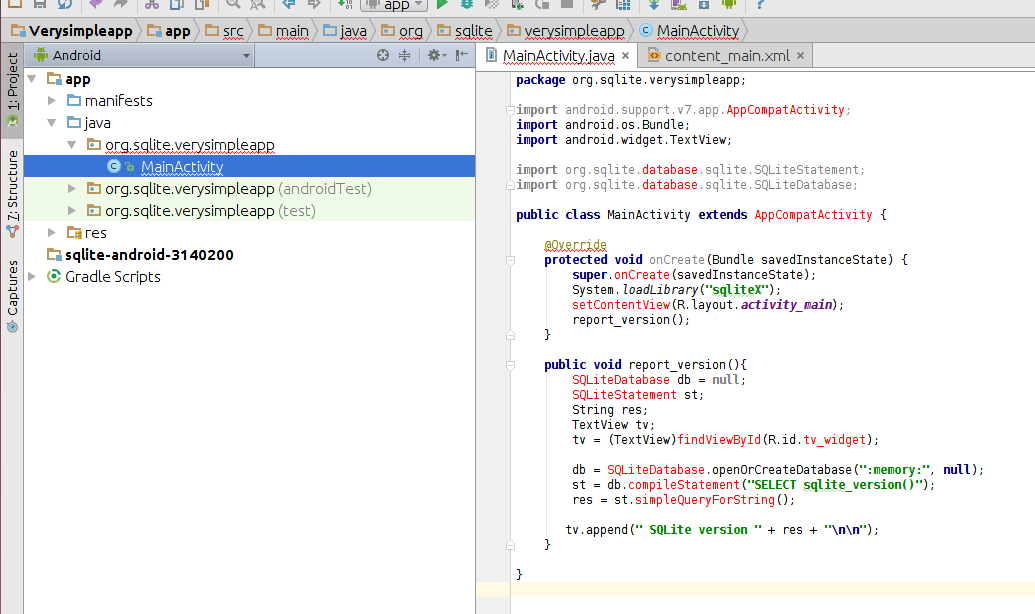 app
Verysimpleapp app src main java org sqlite verysimpleapp MainActivity
1: Project
Z: Structure
Captures
Android
app
manifests
java
org.sqlite.verysimpleapp
MainActivity
org.sqlite.verysimpleapp (androidTest)
org.sqlite.verysimpleapp (test)
res
sqlite-android-3140200
Gradle Scripts
MainActivity.java content_main.xml
package org.sqlite.verysimpleapp;
import android.support.v7.app.AppCompatActivity;
import android.os.Bundle;
import android.widget.TextView;
import org.sqlite.database.sqlite.SQLiteStatement;
import org.sqlite.database.sqlite.SQLiteDatabase;
public class MainActivity extends AppCompatActivity {
@Override
protected void onCreate(Bundle savedInstanceState) {
super.onCreate(savedInstanceState);
System.loadLibrary("sqliteX");
setContentView(R.layout.activity_main);
report_version();
}
public void report_version(){
SQLiteDatabase db = null;
SQLiteStatement st;
String res;
TextView tv;
tv = (TextView)findViewById(R.id.tv_widget);
db = SQLiteDatabase.openOrCreateDatabase(":memory:", null);
st = db.compileStatement("SELECT sqlite_version()");
res = st.simpleQueryForString();
tv.append(" SQLite version " + res + "\n\n");
}
}